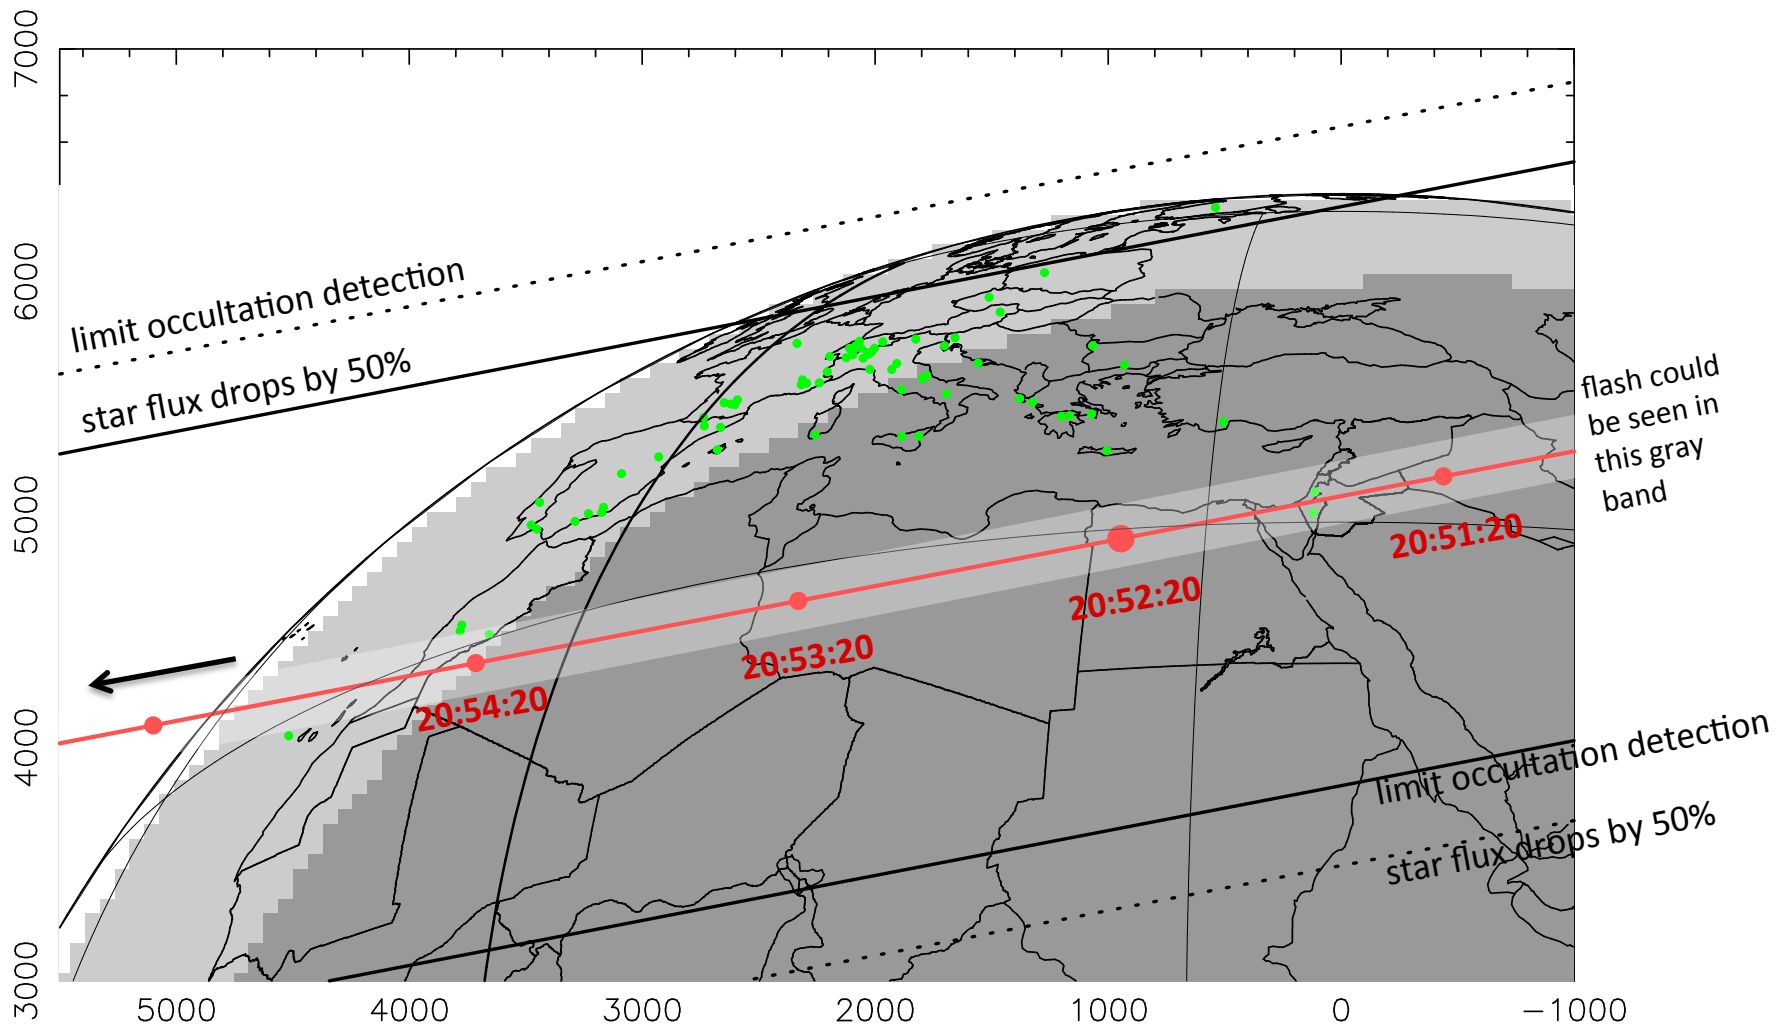 7000
6000
5000
4000
3000
limit occultation detection
star flux drops by 50%
flash could
be seen in
this gray
band
20:51:20
20:52:20
20:53:20
20:54:20
limit occultation detection
star flux drops by 50%
5000
4000
3000
2000
1000
0
−1000